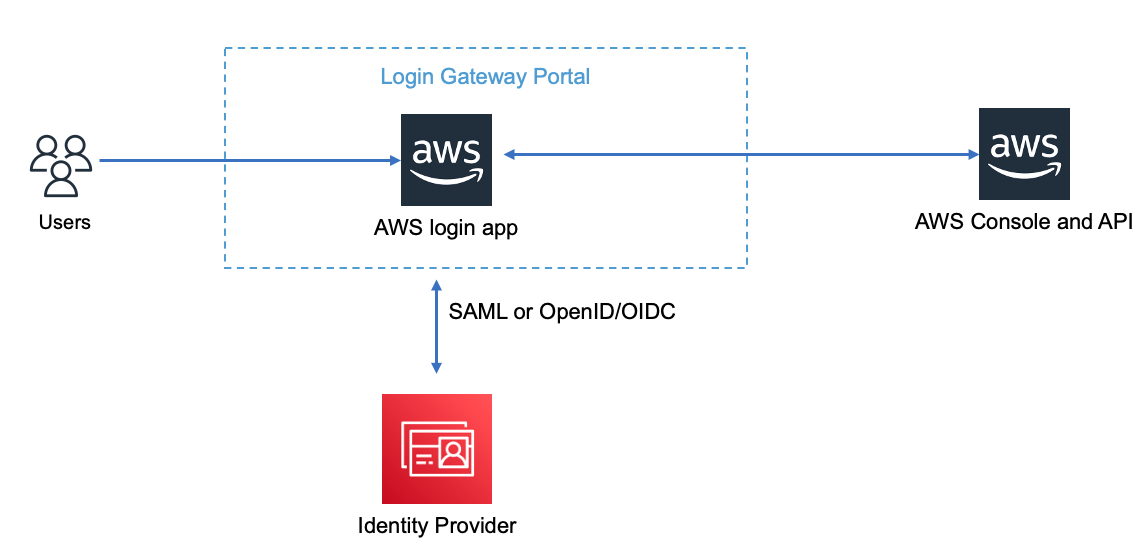 Login Gateway Portal
aws
aws
Users
AWS login app
AWS Console and API
SAML or OpenID/OIDC
Identity Provider